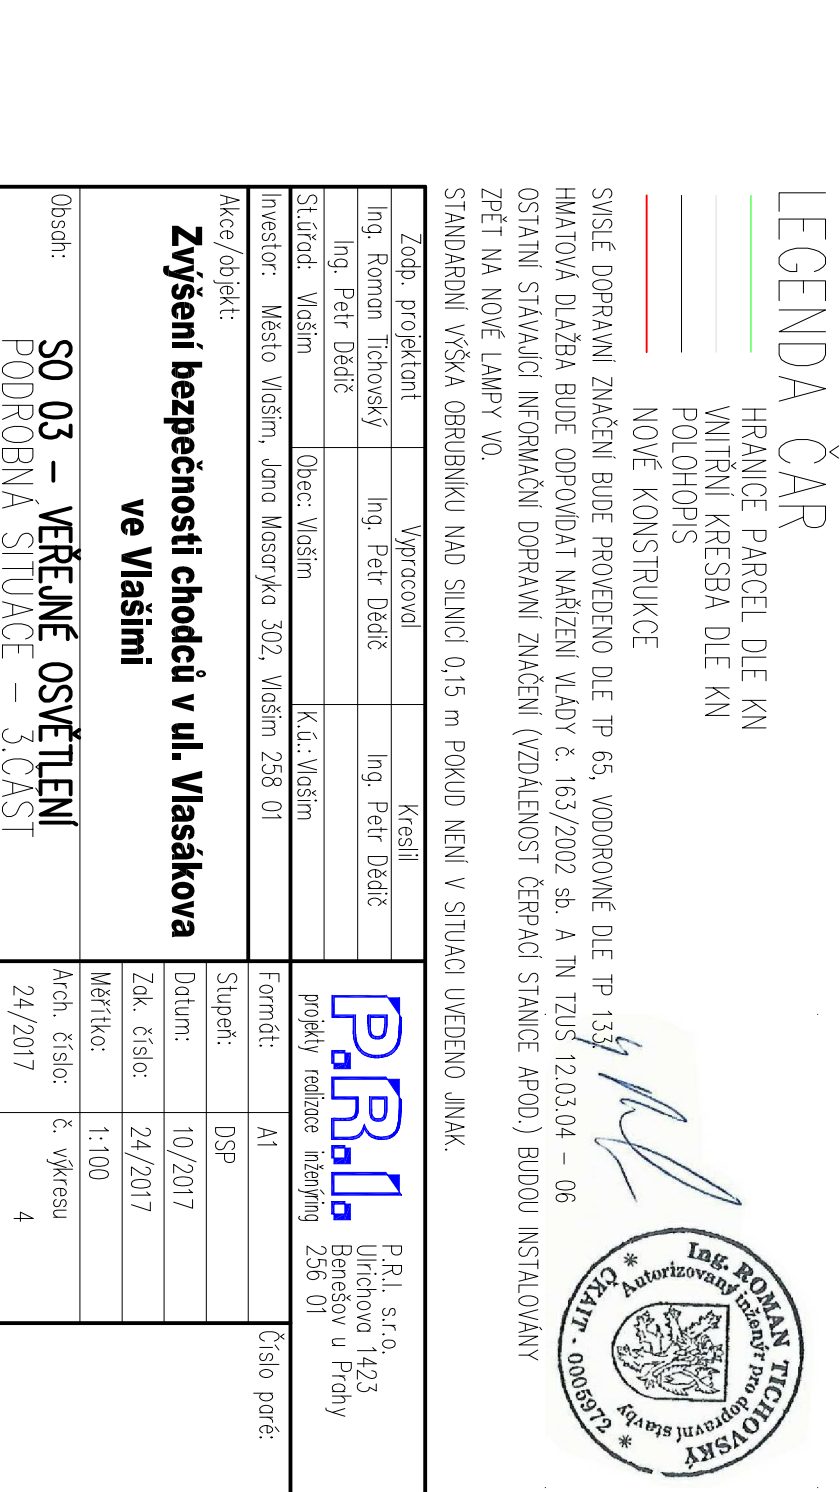 LEGENDA ČAR
HRANICE PARCEL DLE KN
VNITŘNÍ KRESBA DLE KN
POLOHOPIS
NOVÉ KONSTRUKCE
SVISLÉ DOPRAVNÍ ZNAČENÍ BUDE PROVEDENO DLE TP 65, VODOROVNÉ DLE TP 133.
HMATOVÁ DLAŽBA BUDE ODPOVÍDAT NAŘÍZENÍ VLÁDY č. 163/2002 sb. A TN TZUS 12.03.04 – 06
OSTATNÍ STÁVAJÍCÍ INFORMAČNÍ DOPRAVNÍ ZNAČENÍ (VZDÁLENOST ČERPACÍ STANICE APOD.) BUDOU INSTALOVÁNY
ZPĚT NA NOVÉ LAMPY VO.
STANDARDNÍ VÝŠKA OBRUBNÍKU NAD SILNICÍ 0,15 m POKUD NENÍ V SITUACI UVEDENO JINAK.
Ing. ROMAN TICHOVSKÝ
Autorizovaný inženýr pro dopravní stavby
* ČKAIT - 0005972 *
Zodp. projektant Vypracoval Kreslil
Ing. Roman Tichovský Ing. Petr Dědič Ing. Petr Dědič
Ing. Petr Dědič
St.úřad: Vlašim Obec: Vlašim K.ú.: Vlašim
P.R.I.
projekty realizace inženýring
P.R.I. s.r.o.
Ulrichova 1423
Benešov u Prahy
256 01
Investor: Město Vlašim, Jana Masaryka 302, Vlašim 258 01
Akce/objekt:
Zvýšení bezpečnosti chodců v ul. Vlasákova
ve Vlašimi
Formát: A1
Stupeň: DSP
Datum: 10/2017
Zak. číslo: 24/2017
Měřítko: 1:100
Číslo paré:
Obsah:
SO 03 – VEŘEJNÉ OSVĚTLENÍ
PODROBNÁ SITUACE – 3.ČÁST
Arch. číslo: Č. výkresu
24/2017 4